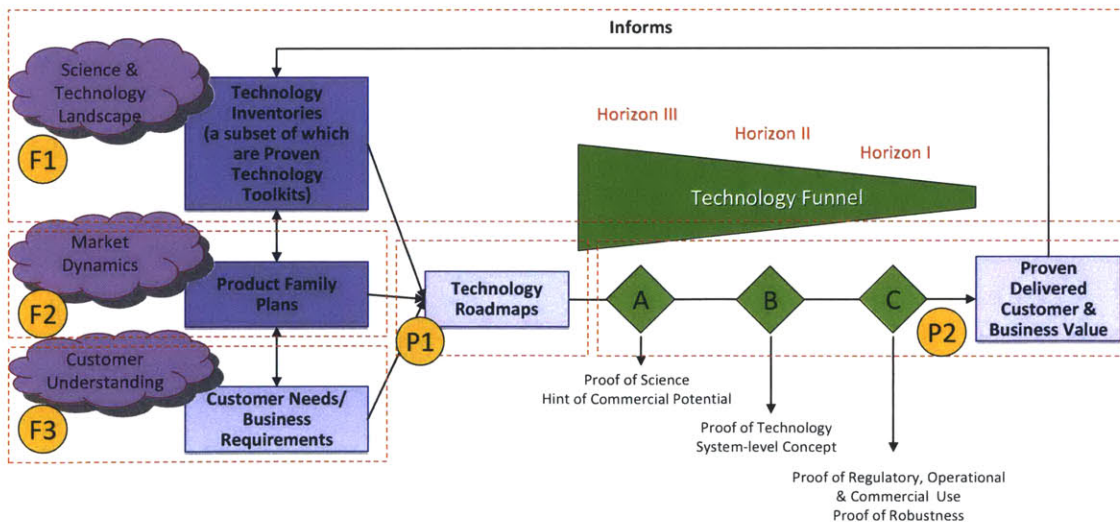 Informs
Science &
Technology
Landscape
F1
Technology
Inventories
(a subset of which
are Proven
Technology
Toolkits)
Horizon III
Horizon II
Horizon I
Technology Funnel
Market
Dynamics
F2
Product Family
Plans
Technology
Roadmaps
P1
A
B
C
P2
Proven
Delivered
Customer &
Business Value
Customer
Understanding
F3
Customer Needs/
Business
Requirements
Proof of Science
Hint of Commercial Potential
Proof of Technology
System-level Concept
Proof of Regulatory, Operational
& Commercial Use
Proof of Robustness